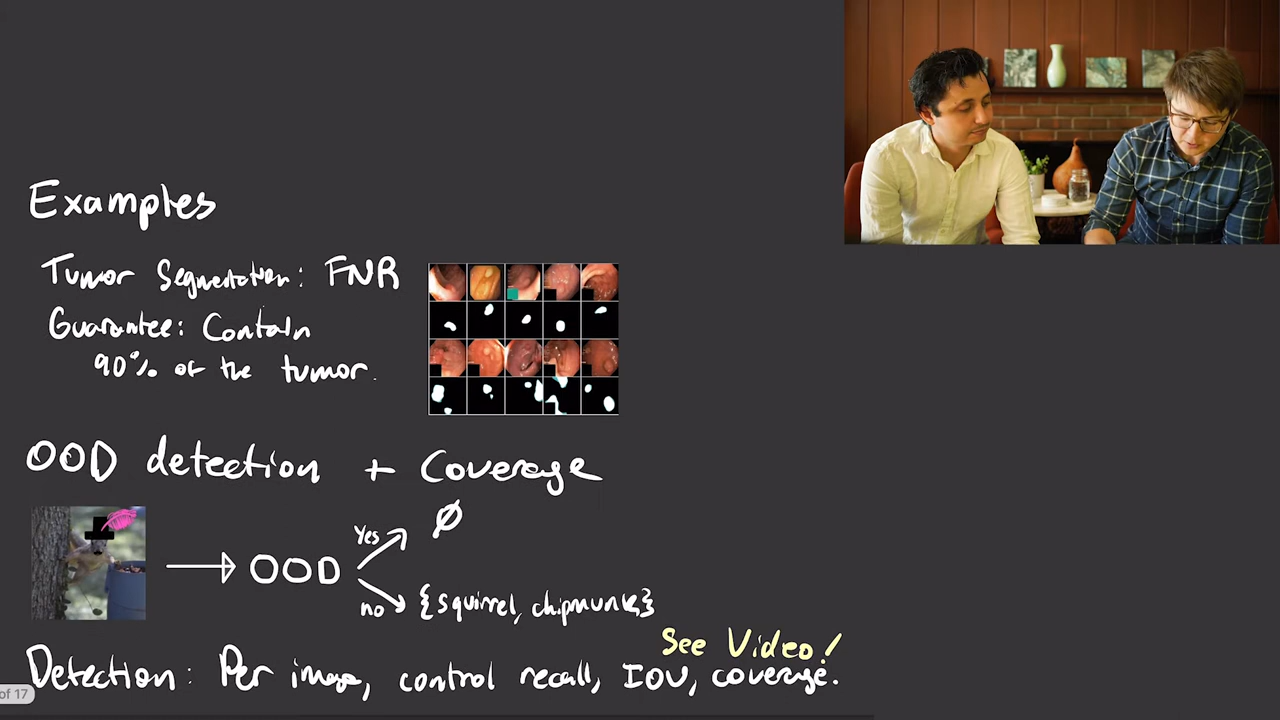 Examples
Tumor Segmentation: FNR
Guarantee: Contain
90% of the tumor.
OOD detection + Coverage
Yes
∅
OOD
no
{squirrel, chipmunk}
See Video!
Detection: Per image, control recall, IOU, coverage.
of 17